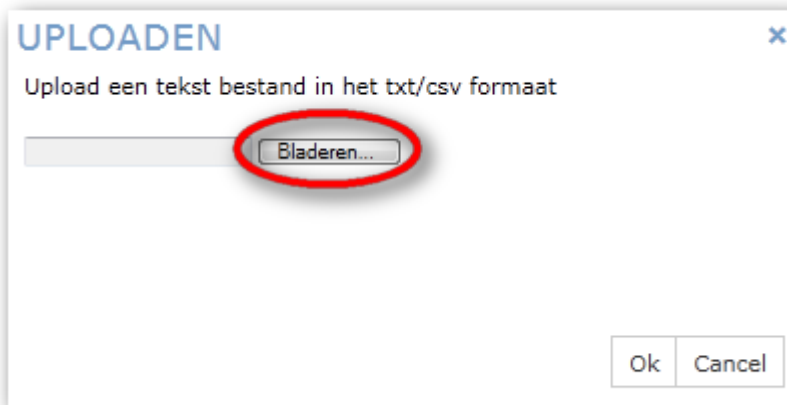 UPLOADEN
Upload een tekst bestand in het txt/csv formaat
Bladeren...
Ok Cancel